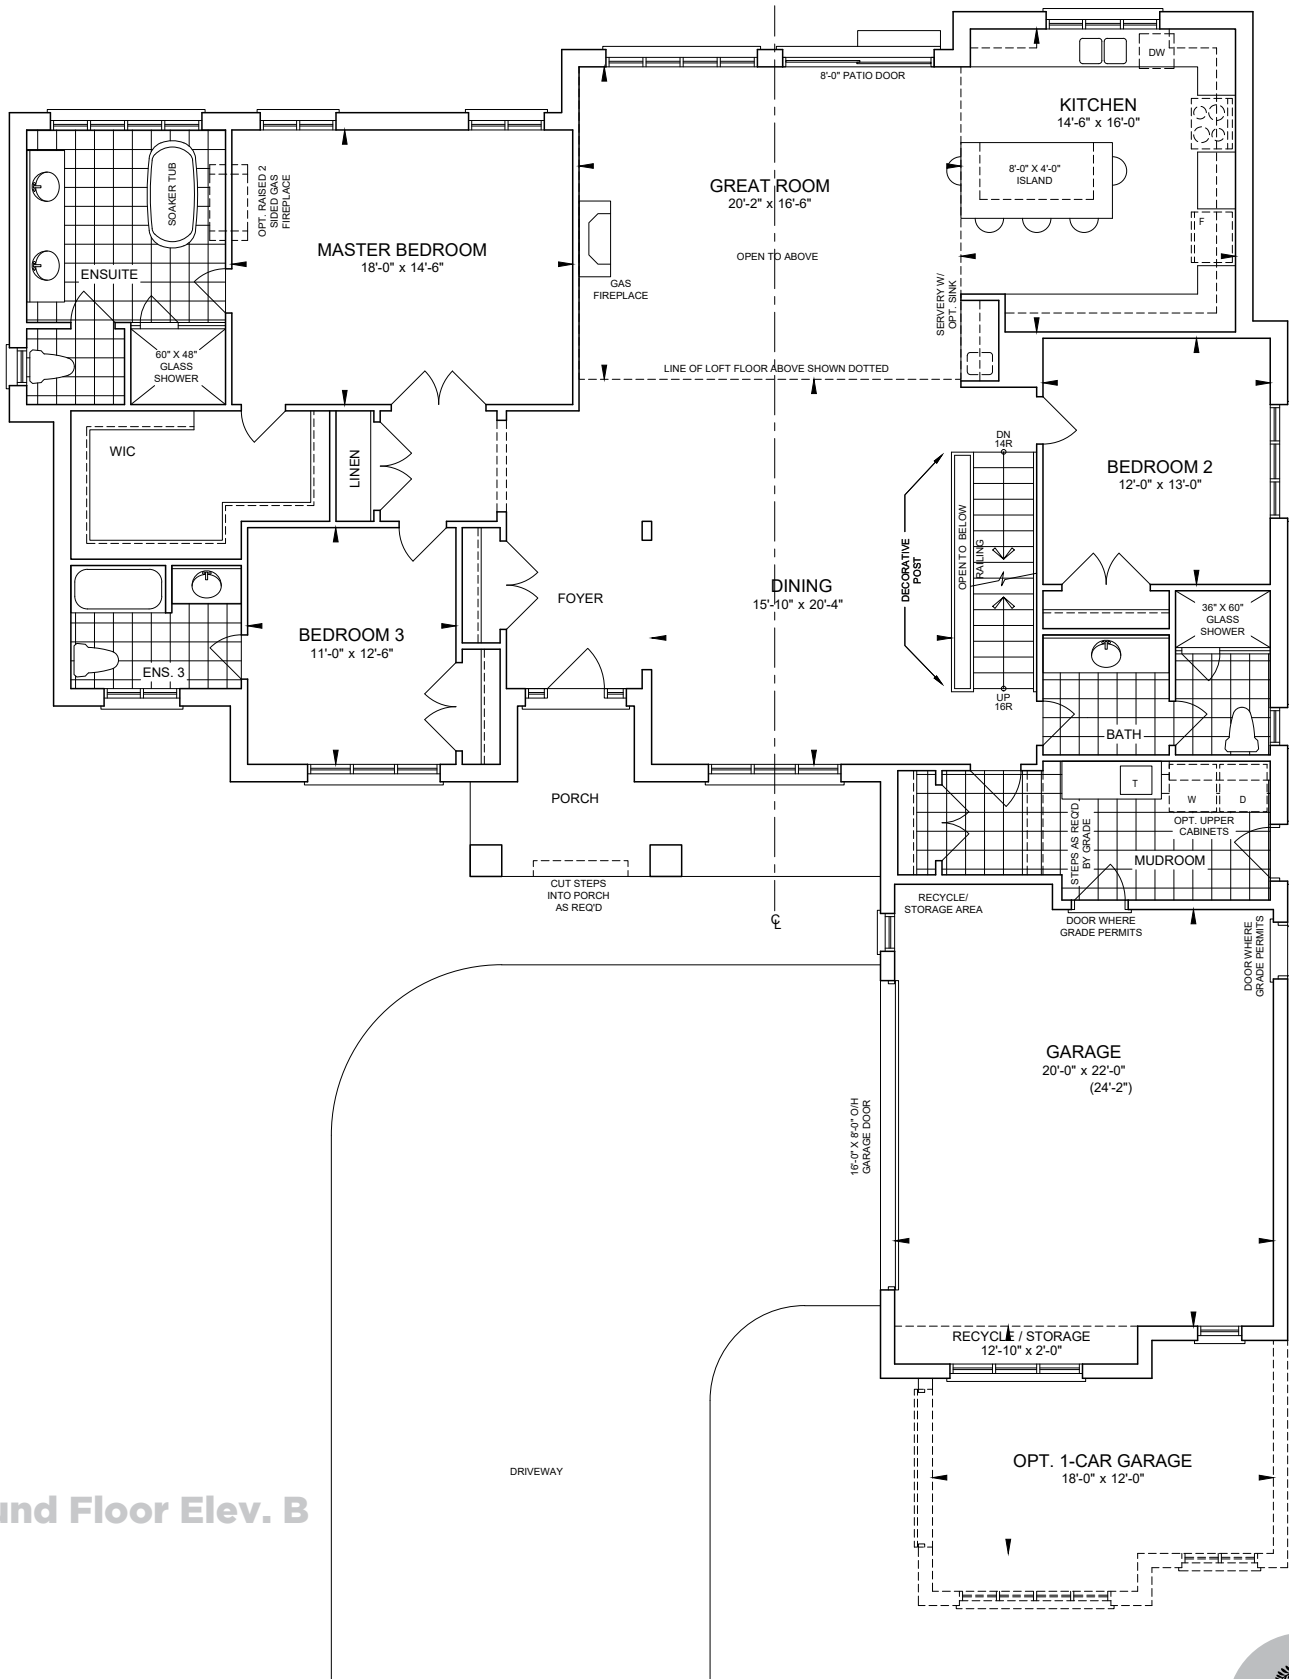 8'-0" PATIO DOOR
DW
KITCHEN
14'-6" x 16'-0"
8'-0" X 4'-0"
ISLAND
F
SERVERY W/
OPT. SINK
GREAT ROOM
20'-2" x 16'-6"
OPEN TO ABOVE
GAS
FIREPLACE
LINE OF LOFT FLOOR ABOVE SHOWN DOTTED
SOAKER TUB
OPT. RAISED 2
SIDED GAS
FIREPLACE
MASTER BEDROOM
18'-0" x 14'-6"
ENSUITE
60" X 48"
GLASS
SHOWER
WIC
LINEN
DN
14R
BEDROOM 2
12'-0" x 13'-0"
DECORATIVE
POST
OPEN TO BELOW
RAILING
DINING
15'-10" x 20'-4"
FOYER
BEDROOM 3
11'-0" x 12'-6"
ENS. 3
36" X 60"
GLASS
SHOWER
UP
16R
BATH
PORCH
CUT STEPS
INTO PORCH
AS REQ'D
T
W
D
OPT. UPPER
CABINETS
STEPS AS REQ'D
BY GRADE
MUDROOM
RECYCLE/
STORAGE AREA
DOOR WHERE
GRADE PERMITS
DOOR WHERE
GRADE PERMITS
℄
GARAGE
20'-0" x 22'-0"
(24'-2")
16'-0" X 8'-0" O/H
GARAGE DOOR
RECYCLE / STORAGE
12'-10" x 2'-0"
OPT. 1-CAR GARAGE
18'-0" x 12'-0"
DRIVEWAY
und Floor Elev. B